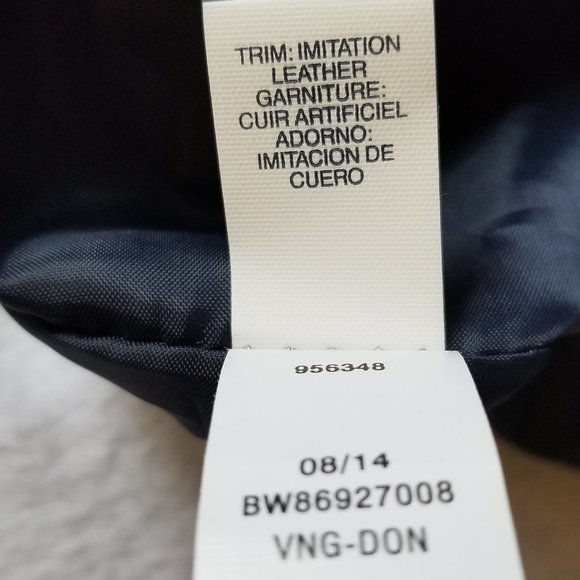 TRIM: IMITATION
LEATHER
GARNITURE:
CUIR ARTIFICIEL
ADORNO:
IMITACION DE
CUERO
956348
08/14
BW86927008
VNG-DON